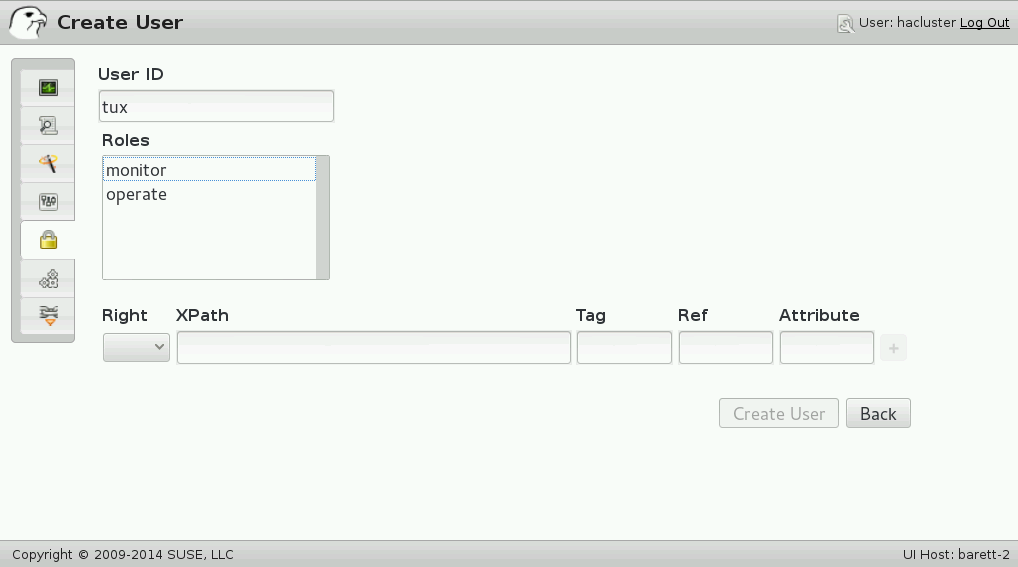 Create User
User: hacluster Log Out
User ID
tux
Roles
monitor
operate
Right XPath Tag Ref Attribute
+
Create User Back
Copyright © 2009-2014 SUSE, LLC
UI Host: barett-2